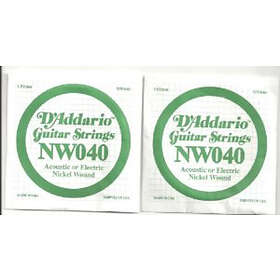 D'Addario
Guitar Strings
NW040
Acoustic or Electric
Nickel Wound
D'Addario
Guitar Strings
NW040
Acoustic or Electric
Nickel Wound